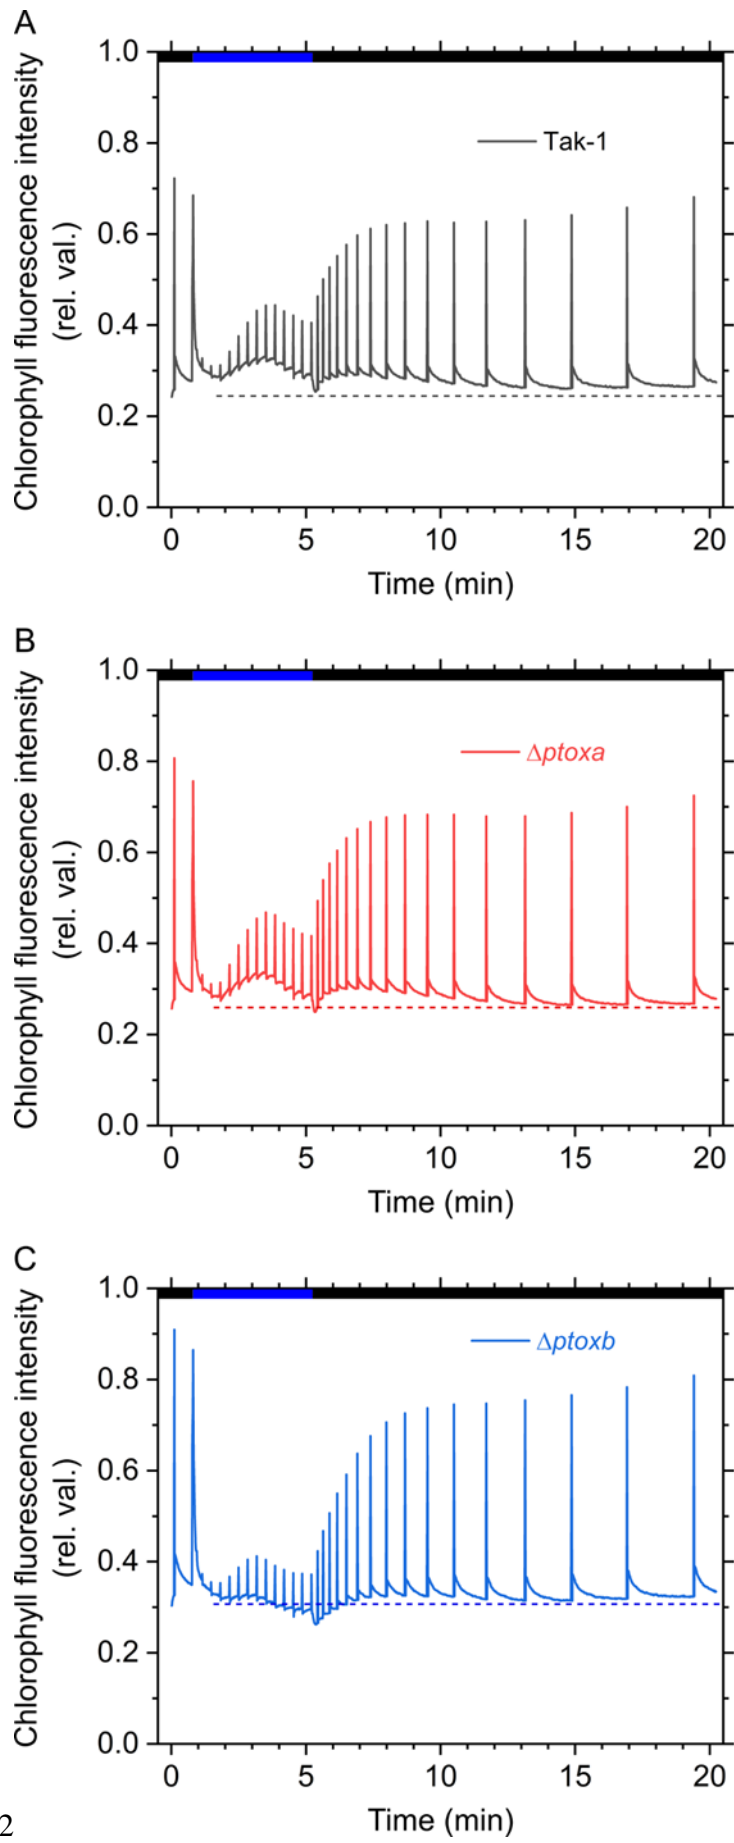 A
Chlorophyll fluorescence intensity
(rel. val.)
1.0
0.8
0.6
0.4
0.2
0.0
Tak-1
0 5 10 15 20
Time (min)
B
Chlorophyll fluorescence intensity
(rel. val.)
1.0
0.8
0.6
0.4
0.2
0.0
Δptoxa
0 5 10 15 20
Time (min)
C
Chlorophyll fluorescence intensity
(rel. val.)
1.0
0.8
0.6
0.4
0.2
0.0
Δptoxb
0 5 10 15 20
Time (min)
2